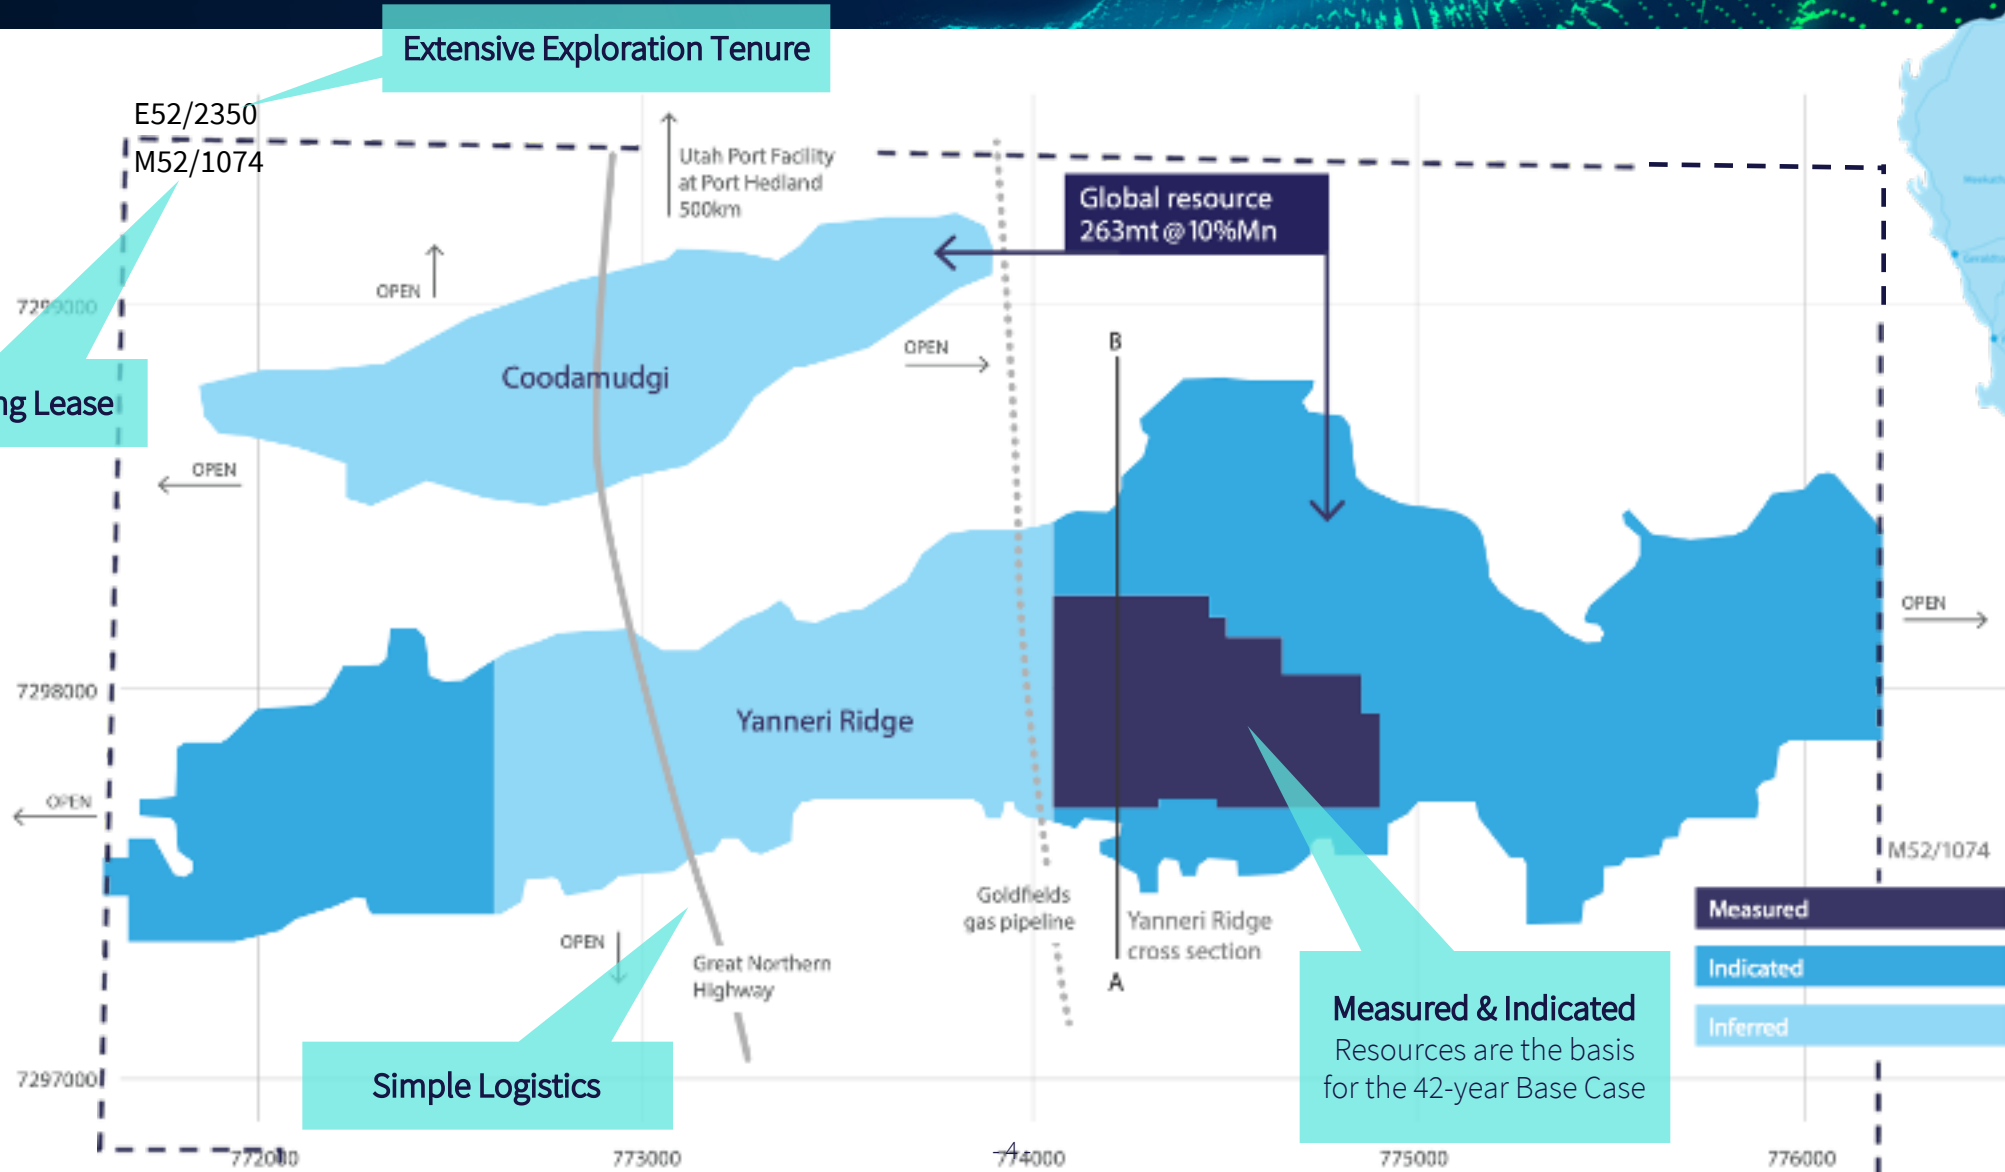 Extensive Exploration Tenure
E52/2350
M52/1074
Utah Port Facility
at Port Hedland
500km
Global resource
263mt@10%Mn
OPEN
7299000
B
OPEN
Coodamudgi
Lease
OPEN
OPEN
7298000
Yanneri Ridge
OPEN
M52/1074
Goldfields
gas pipeline
Yanneri Ridge
cross section
A
Measured
Indicated
Inferred
OPEN
Great Northern
Highway
Measured & Indicated
Resources are the basis
for the 42-year Base Case
Simple Logistics
7297000
772000
773000
774000
775000
776000
-4-